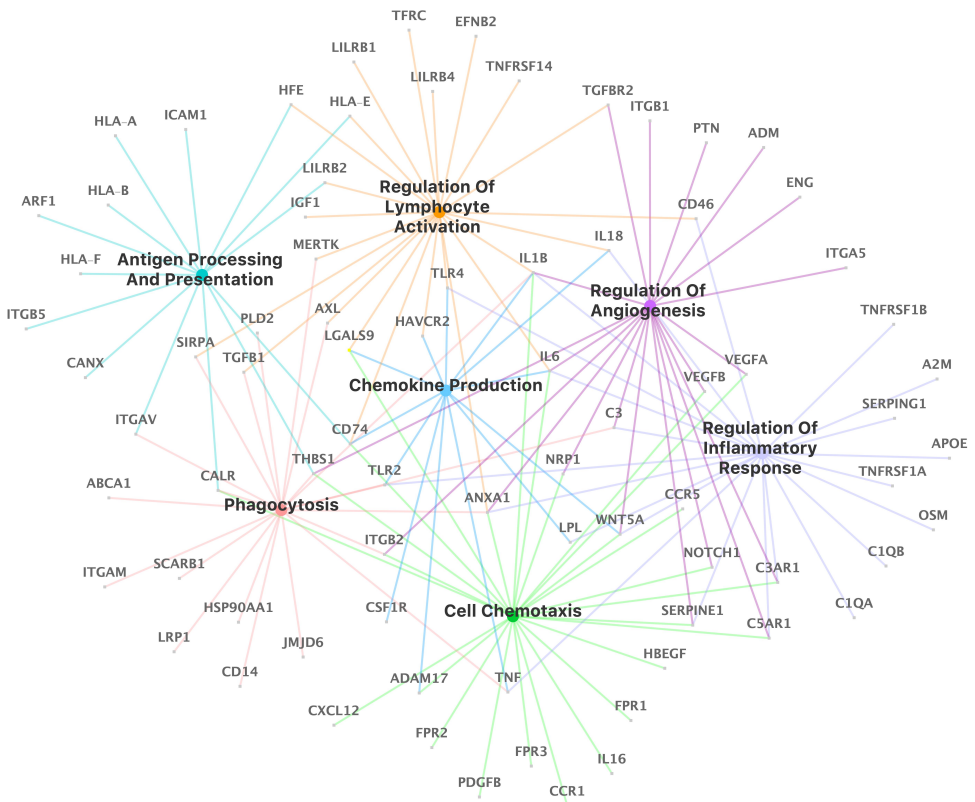 TFRC
EFNB2
LILRB1
TNFRSF14
LILRB4
HFE
TGFBR2
HLA-E
ITGB1
ICAM1
HLA-A
PTN
ADM
LILRB2
ENG
Regulation Of
Lymphocyte
Activation
HLA-B
ARF1
IGF1
CD46
IL18
MERTK
ITGA5
HLA-F
Antigen Processing
And Presentation
IL1B
TLR4
Regulation Of
Angiogenesis
ITGB5
AXL
TNFRSF1B
PLD2
HAVCR2
LGALS9
SIRPA
TGFB1
IL6
VEGFA
CANX
A2M
VEGFB
Chemokine Production
SERPING1
C3
ITGAV
CD74
Regulation Of
Inflammatory
Response
APOE
THBS1
NRP1
TLR2
TNFRSF1A
CALR
ABCA1
ANXA1
CCR5
Phagocytosis
OSM
LPL
WNT5A
ITGB2
NOTCH1
C1QB
SCARB1
C3AR1
ITGAM
HSP90AA1
CSF1R
Cell Chemotaxis
SERPINE1
C1QA
C5AR1
LRP1
JMJD6
HBEGF
CD14
ADAM17
TNF
CXCL12
FPR1
FPR2
FPR3
IL16
PDGFB
CCR1